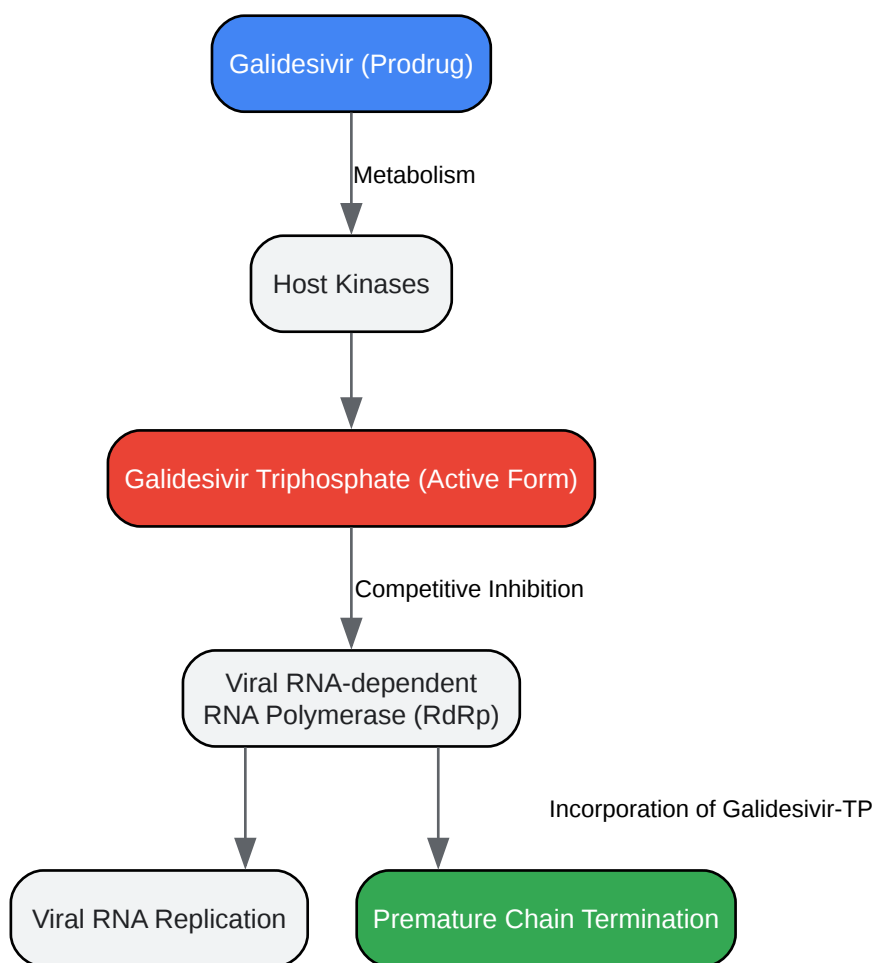 Galidesivir (Prodrug)
Metabolism
Host Kinases
Galidesivir Triphosphate (Active Form)
Competitive Inhibition
Viral RNA-dependent
RNA Polymerase (RdRp)
Incorporation of Galidesivir-TP
Viral RNA Replication
Premature Chain Termination